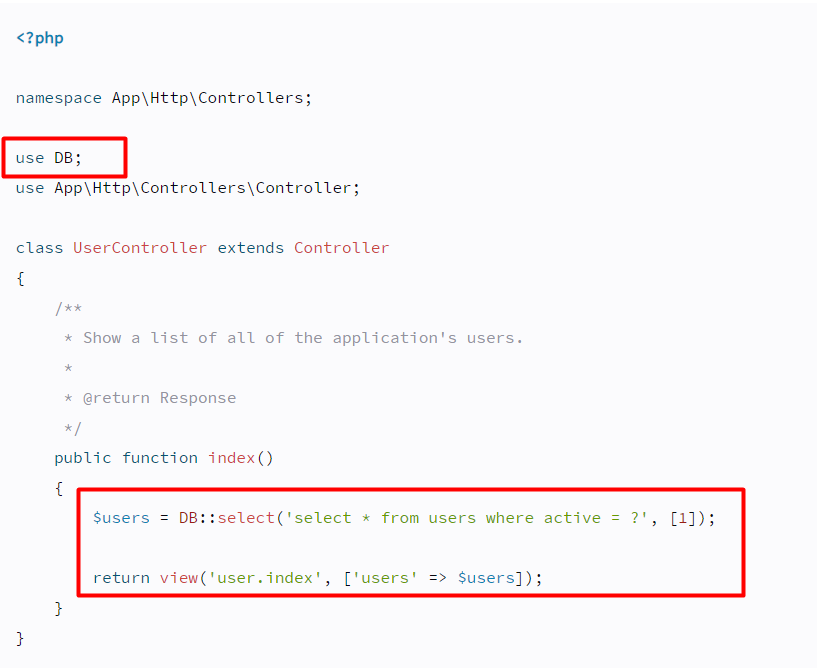 <?php
namespace App\Http\Controllers;
use DB;
use App\Http\Controllers\Controller;
class UserController extends Controller
{
    /**
     * Show a list of all of the application's users.
     *
     * @return Response
     */
    public function index()
    {
        $users = DB::select('select * from users where active = ?', [1]);
        return view('user.index', ['users' => $users]);
    }
}